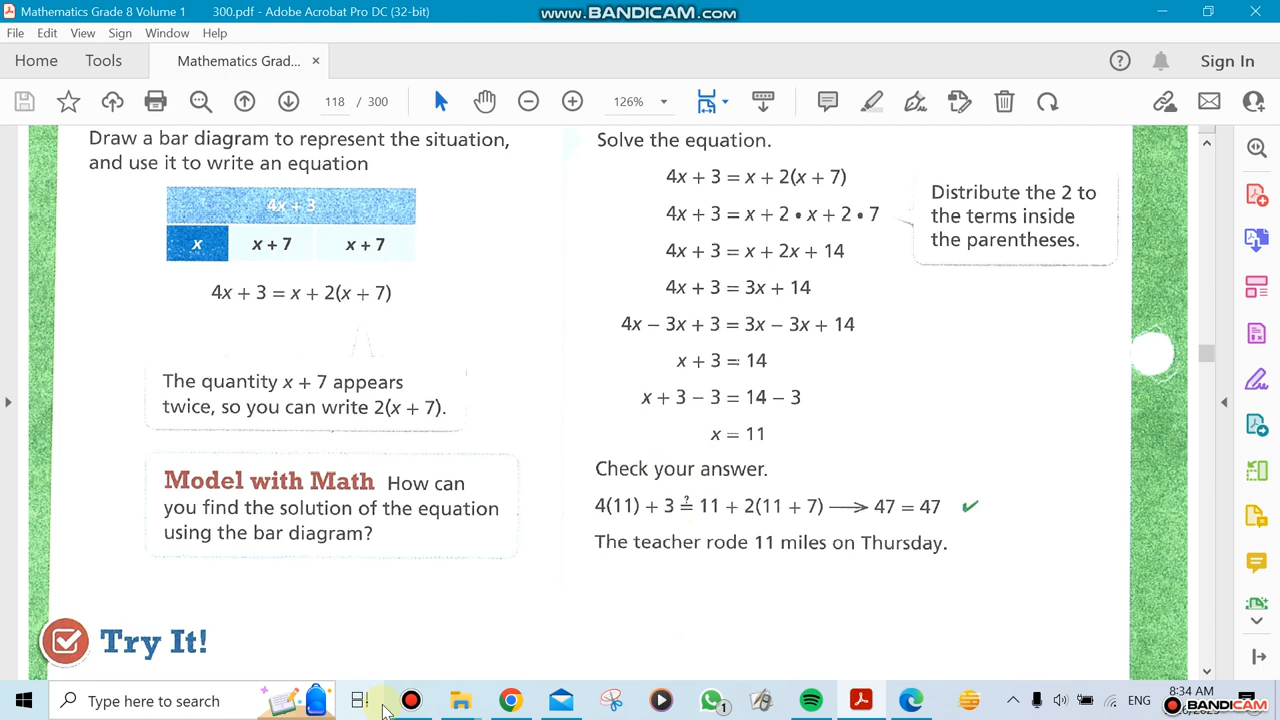 Mathematics Grade 8 Volume 1 300.pdf - Adobe Acrobat Pro DC (32-bit)
www.BANDICAM.com
File Edit View Sign Window Help
Home Tools Mathematics Grad... × Sign In
118 / 300 126%
Draw a bar diagram to represent the situation,
and use it to write an equation
4x + 3
x x + 7 x + 7
4x + 3 = x + 2(x + 7)
The quantity x + 7 appears
twice, so you can write 2(x + 7).
Model with Math How can
you find the solution of the equation
using the bar diagram?
Solve the equation.
4x + 3 = x + 2(x + 7)
4x + 3 = x + 2 • x + 2 • 7
4x + 3 = x + 2x + 14
4x + 3 = 3x + 14
4x − 3x + 3 = 3x − 3x + 14
x + 3 = 14
x + 3 − 3 = 14 − 3
x = 11
Distribute the 2 to
the terms inside
the parentheses.
Check your answer.
4(11) + 3 ≟ 11 + 2(11 + 7) ⟶ 47 = 47 ✔
The teacher rode 11 miles on Thursday.
Try It!
Type here to search
1
ENG
8:34 AM
BANDICAM